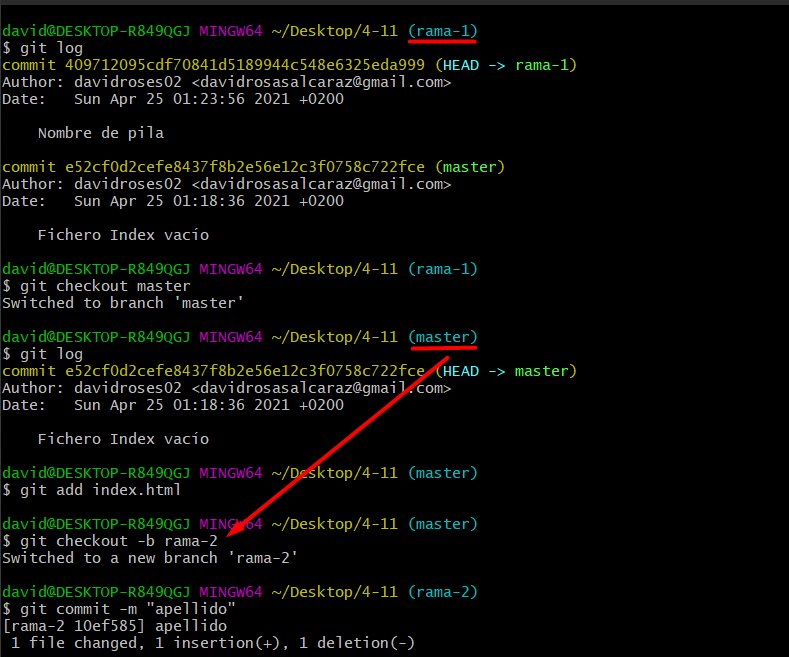 david@DESKTOP-R849QGJ MINGW64 ~/Desktop/4-11 (rama-1)
$ git log
commit 409712095cdf70841d5189944c548e6325eda999 (HEAD -> rama-1)
Author: davidroses02 <davidrosasalcaraz@gmail.com>
Date:   Sun Apr 25 01:23:56 2021 +0200
    Nombre de pila
commit e52cf0d2cefe8437f8b2e56e12c3f0758c722fce (master)
Author: davidroses02 <davidrosasalcaraz@gmail.com>
Date:   Sun Apr 25 01:18:36 2021 +0200
    Fichero Index vacío
david@DESKTOP-R849QGJ MINGW64 ~/Desktop/4-11 (rama-1)
$ git checkout master
Switched to branch 'master'
david@DESKTOP-R849QGJ MINGW64 ~/Desktop/4-11 (master)
$ git log
commit e52cf0d2cefe8437f8b2e56e12c3f0758c722fce (HEAD -> master)
Author: davidroses02 <davidrosasalcaraz@gmail.com>
Date:   Sun Apr 25 01:18:36 2021 +0200
    Fichero Index vacío
david@DESKTOP-R849QGJ MINGW64 ~/Desktop/4-11 (master)
$ git add index.html
david@DESKTOP-R849QGJ MINGW64 ~/Desktop/4-11 (master)
$ git checkout -b rama-2
Switched to a new branch 'rama-2'
david@DESKTOP-R849QGJ MINGW64 ~/Desktop/4-11 (rama-2)
$ git commit -m "apellido"
[rama-2 10ef585] apellido
 1 file changed, 1 insertion(+), 1 deletion(-)